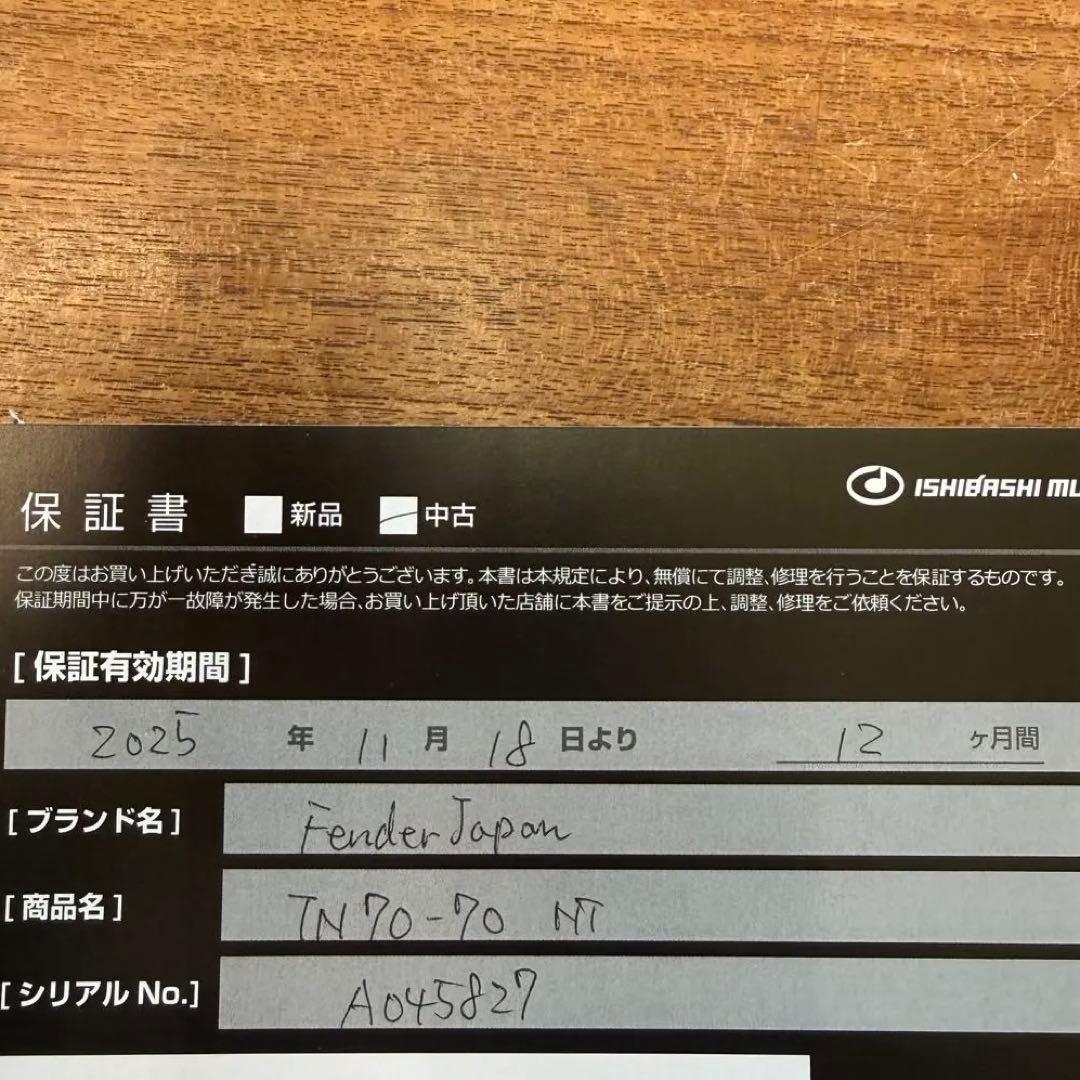 保証書 新品 中古
ISHIBASHI MU
この度はお買い上げいただき誠にありがとうございます。本書は本規定により、無償にて調整、修理を行うことを保証するものです。
保証期間中に万が一故障が発生した場合、お買い上げ頂いた店舗に本書をご提示の上、調整、修理をご依頼ください。
[ 保証有効期間 ]
2025 年 11 月 18 日より 12 ヶ月間
[ ブランド名 ] Fender Japan
[ 商品名 ] TN70-70 NT
[ シリアル No.] A045827